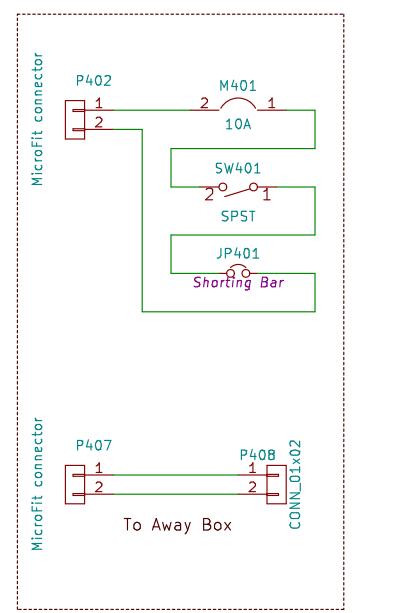 MicroFit connector
P402
1
2
M401
2
1
10A
SW401
2
1
SPST
JP401
Shorting Bar
MicroFit connector
P407
1
2
P408
1
2
CONN_01x02
To Away Box